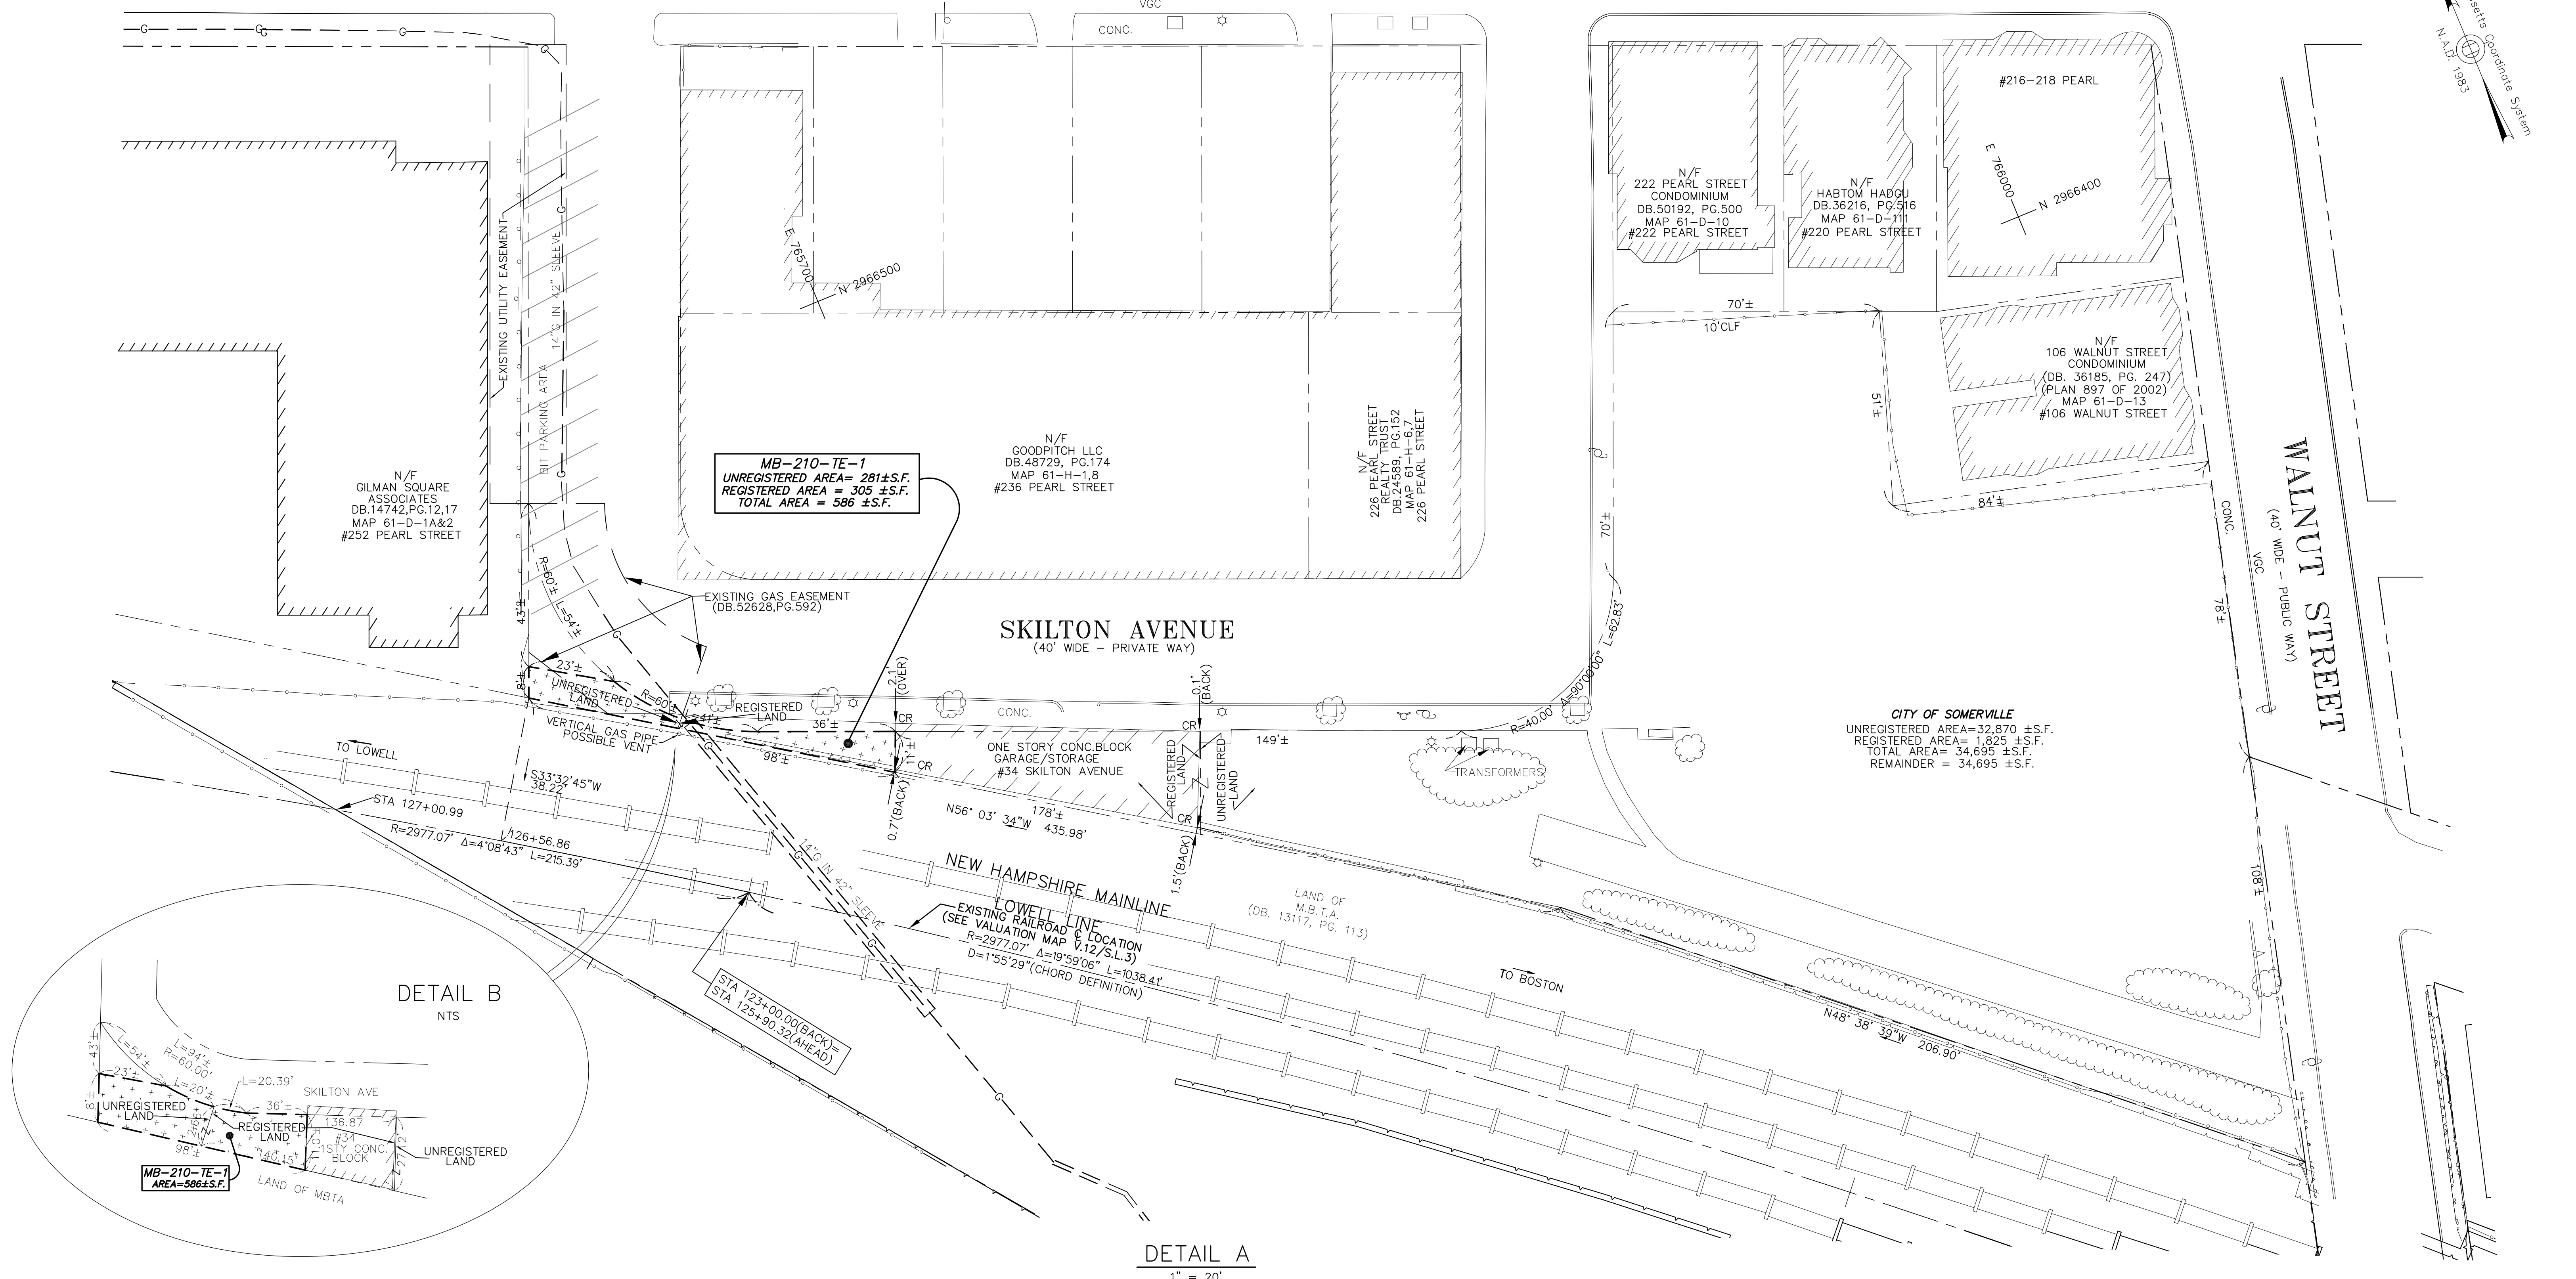 VGC
CONC.
setts Coordinate System
N.A.D. 1983
G
GG
G
G
G
G
EXISTING UTILITY EASEMENT
BIT PARKING AREA
14"G IN 42" SLEEVE
N/F
GILMAN SQUARE
ASSOCIATES
DB.14742,PG.12,17
MAP 61-D-1A&2
#252 PEARL STREET
E 765700
N 2966500
N/F
GOODPITCH LLC
DB.48729, PG.174
MAP 61-H-1,8
#236 PEARL STREET
N/F
226 PEARL STREET
REALTY TRUST
DB.24589, PG.152
MAP 61-H-6,7
226 PEARL STREET
MB-210-TE-1
UNREGISTERED AREA= 281±S.F.
REGISTERED AREA = 305 ±S.F.
TOTAL AREA = 586 ±S.F.
N/F
222 PEARL STREET
CONDOMINIUM
DB.50192, PG.500
MAP 61-D-10
#222 PEARL STREET
N/F
HABTOM HADGU
DB.36216, PG.516
MAP 61-D-111
#220 PEARL STREET
#216-218 PEARL
E 766000
N 2966400
70'±
10'CLF
51'±
84'±
70'±
N/F
106 WALNUT STREET
CONDOMINIUM
(DB. 36185, PG. 247)
(PLAN 897 OF 2002)
MAP 61-D-13
#106 WALNUT STREET
WALNUT STREET
(40' WIDE - PUBLIC WAY)
CONC.
VGC
78'±
108'±
EXISTING GAS EASEMENT
(DB.52628,PG.592)
R=60'± L=54'±
43'±
G
SKILTON AVENUE
(40' WIDE - PRIVATE WAY)
R=40.00' Δ=90°00'00" L=62.83'
23'±
8'±
UNREGISTERED
LAND
R=60'±
L=41'±
REGISTERED
LAND
36'±
2.1'
(OVER)
0.1'
(BACK)
CR
CR
CR
CR
CONC.
11'±
98'±
VERTICAL GAS PIPE
POSSIBLE VENT
0.7'(BACK)
ONE STORY CONC.BLOCK
GARAGE/STORAGE
#34 SKILTON AVENUE
REGISTERED
LAND
UNREGISTERED
LAND
149'±
TRANSFORMERS
CITY OF SOMERVILLE
UNREGISTERED AREA=32,870 ±S.F.
REGISTERED AREA= 1,825 ±S.F.
TOTAL AREA= 34,695 ±S.F.
REMAINDER = 34,695 ±S.F.
178'±
N56° 03' 34"W 435.98'
1.5'(BACK)
TO LOWELL
S33°32'45"W
38.22'
STA 127+00.99
126+56.86
R=2977.07' Δ=4°08'43" L=215.39'
G
G
14"G IN 42" SLEEVE
G
G
NEW HAMPSHIRE MAINLINE
LOWELL LINE
EXISTING RAILROAD ℄ LOCATION
(SEE VALUATION MAP V.12/S.L.3)
R=2977.07' Δ=19°59'06" L=1038.41'
D=1°55'29"(CHORD DEFINITION)
LAND OF
M.B.T.A.
(DB. 13117, PG. 113)
TO BOSTON
N48° 38' 39"W 206.90'
STA 123+00.00(BACK)=
STA 125+90.32(AHEAD)
DETAIL B
NTS
43'±
L=54'±
L=94'±
R=60.00'
23'±
L=20'±
L=20.39'
SKILTON AVE
8'±
UNREGISTERED
LAND
36'±
REGISTERED
LAND
136.87
#34
1STY CONC.
BLOCK
27.12
UNREGISTERED
LAND
98'±
140.15'
MB-210-TE-1
AREA=586±S.F.
LAND OF MBTA
DETAIL A
1" = 20'